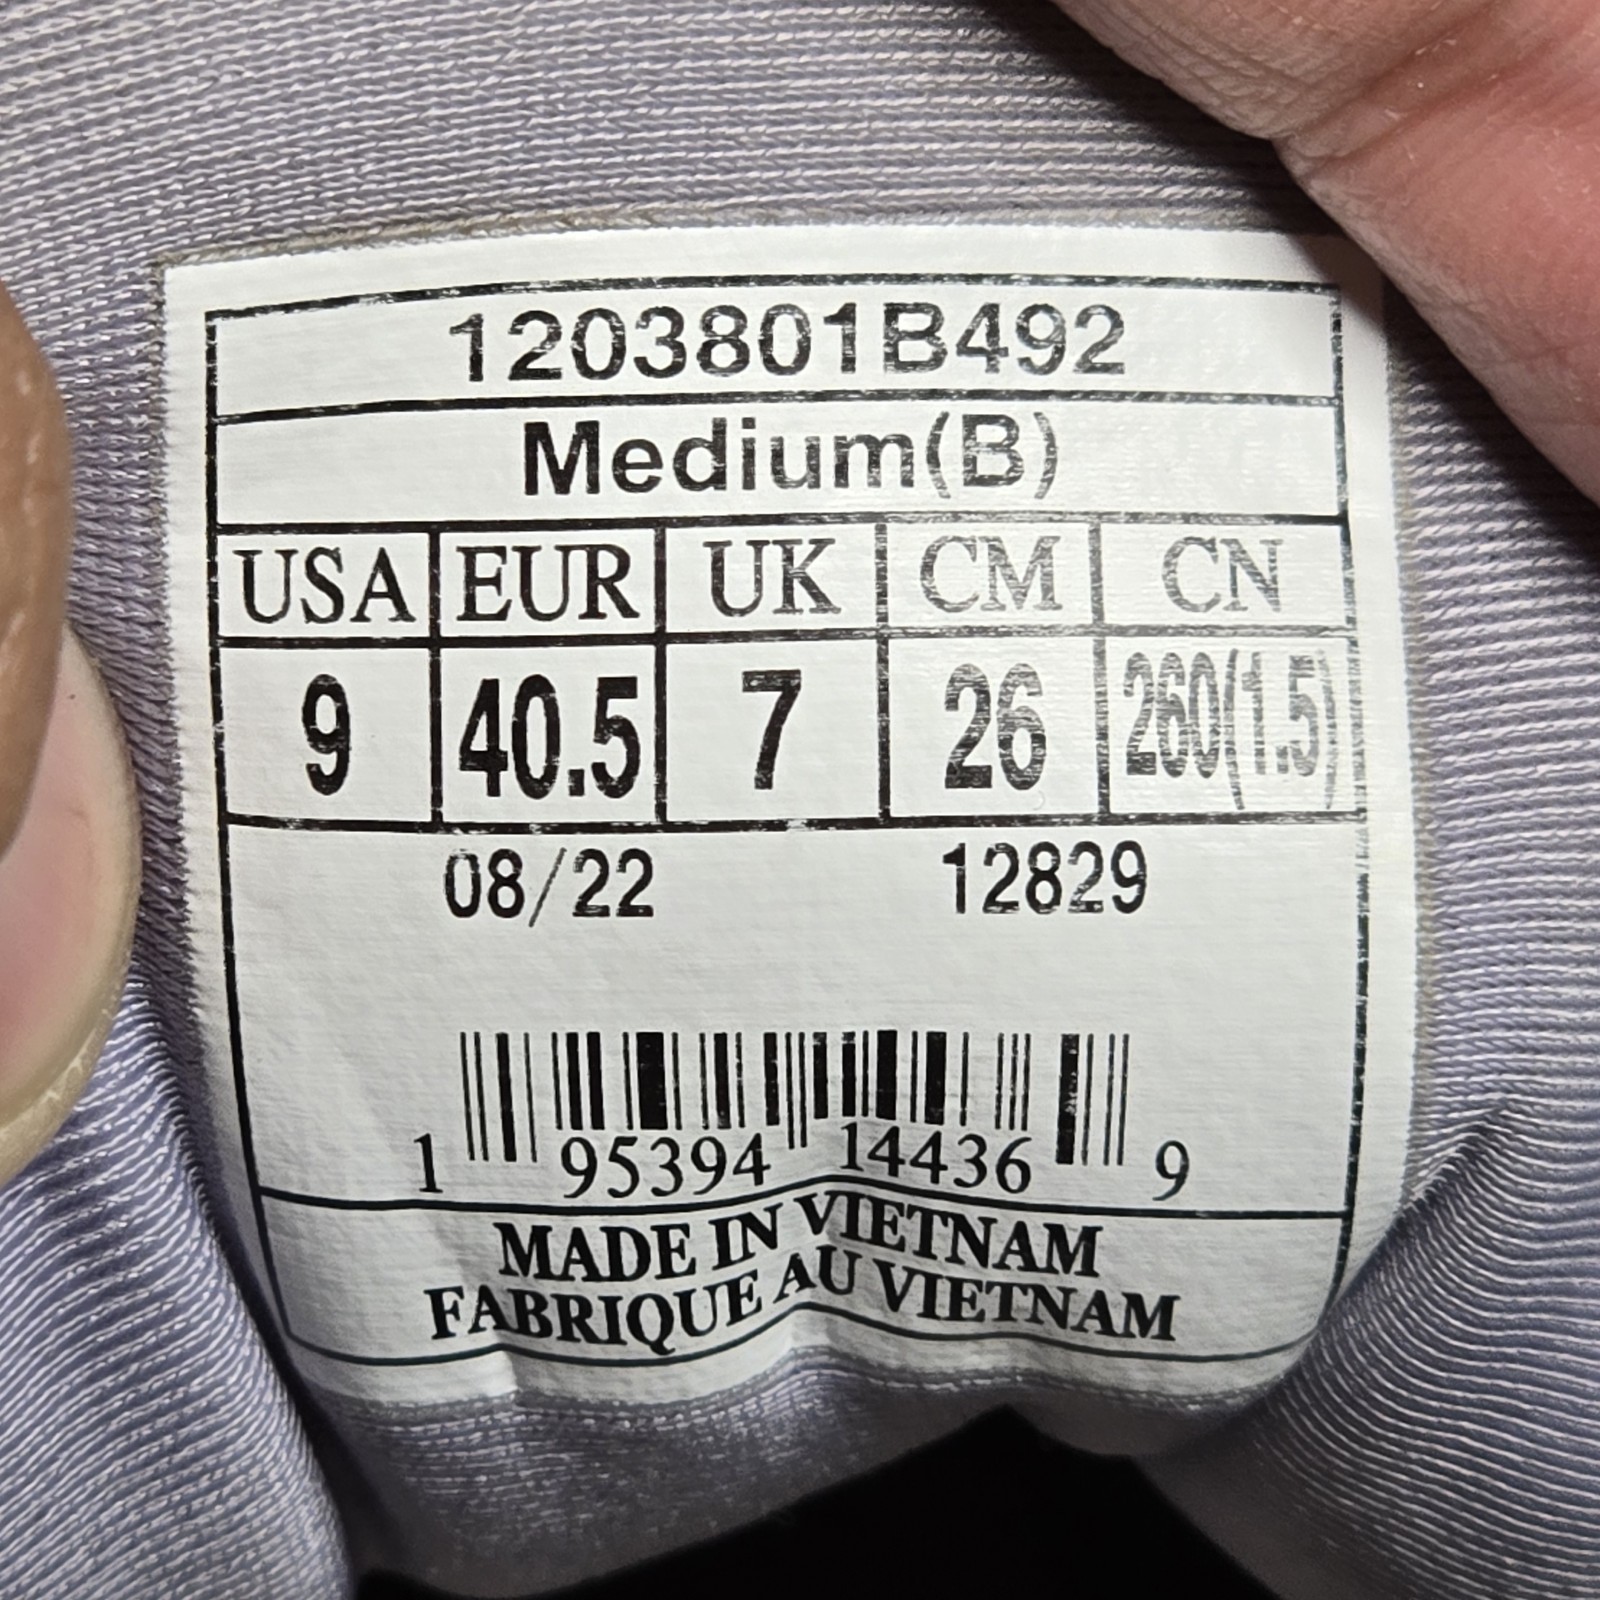 1203801B492
Medium(B)
USA EUR UK CM CN
9 40.5 7 26 260(1.5)
08/22 12829
1 95394 14436 9
MADE IN VIETNAM
FABRIQUE AU VIETNAM